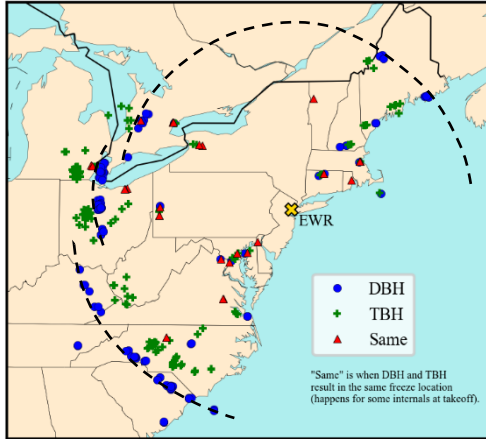 EWR
DBH
TBH
Same
"Same" is when DBH and TBH
result in the same freeze location
(happens for some internals at takeoff).